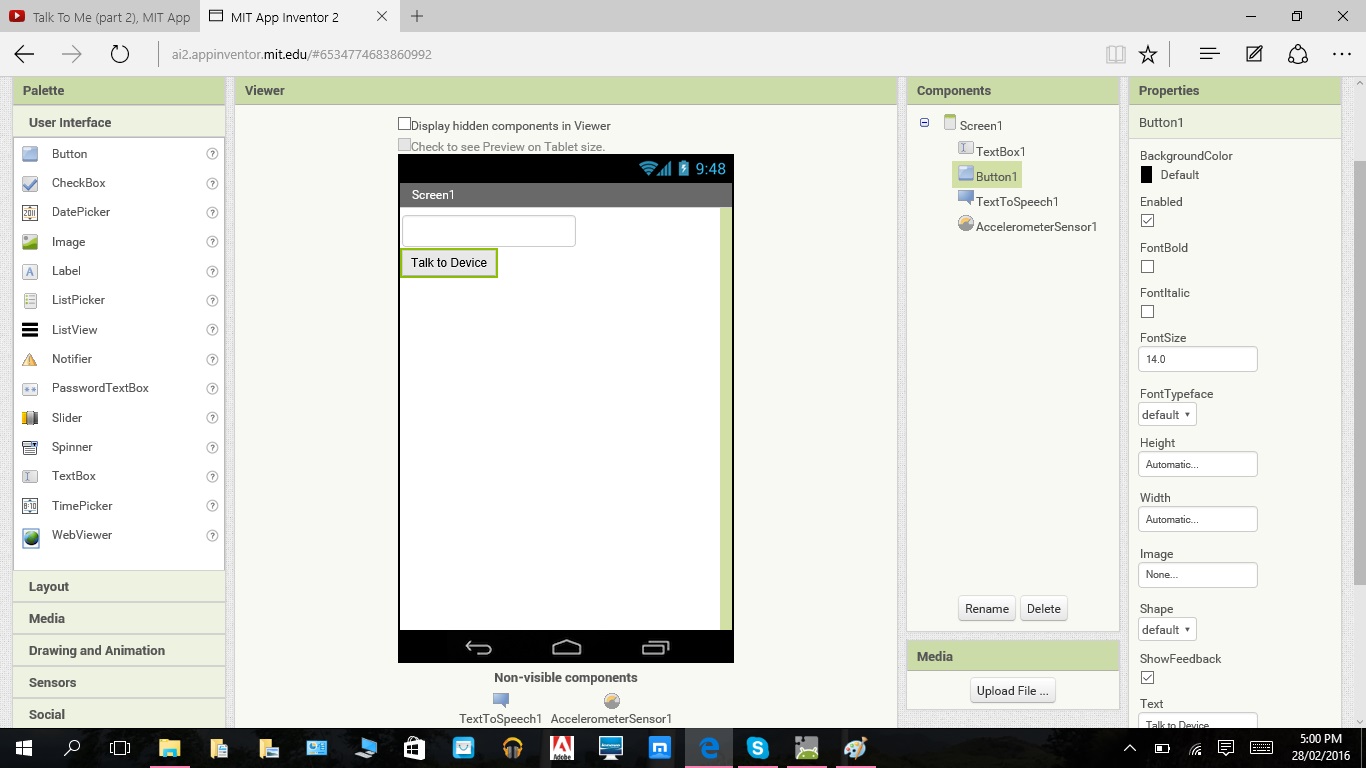 Talk To Me (part 2), MIT App
MIT App Inventor 2
ai2.appinventor.mit.edu/#6534774683860992
Palette
User Interface
Button
CheckBox
DatePicker
Image
Label
ListPicker
ListView
Notifier
PasswordTextBox
Slider
Spinner
TextBox
TimePicker
WebViewer
Layout
Media
Drawing and Animation
Sensors
Social
Viewer
Display hidden components in Viewer
Check to see Preview on Tablet size.
9:48
Screen1
Talk to Device
Non-visible components
TextToSpeech1 AccelerometerSensor1
Components
Screen1
TextBox1
Button1
TextToSpeech1
AccelerometerSensor1
Rename Delete
Media
Upload File ...
Properties
Button1
BackgroundColor
Default
Enabled
FontBold
FontItalic
FontSize
14.0
FontTypeface
default
Height
Automatic...
Width
Automatic...
Image
None...
Shape
default
ShowFeedback
Text
Talk to Device
5:00 PM
28/02/2016